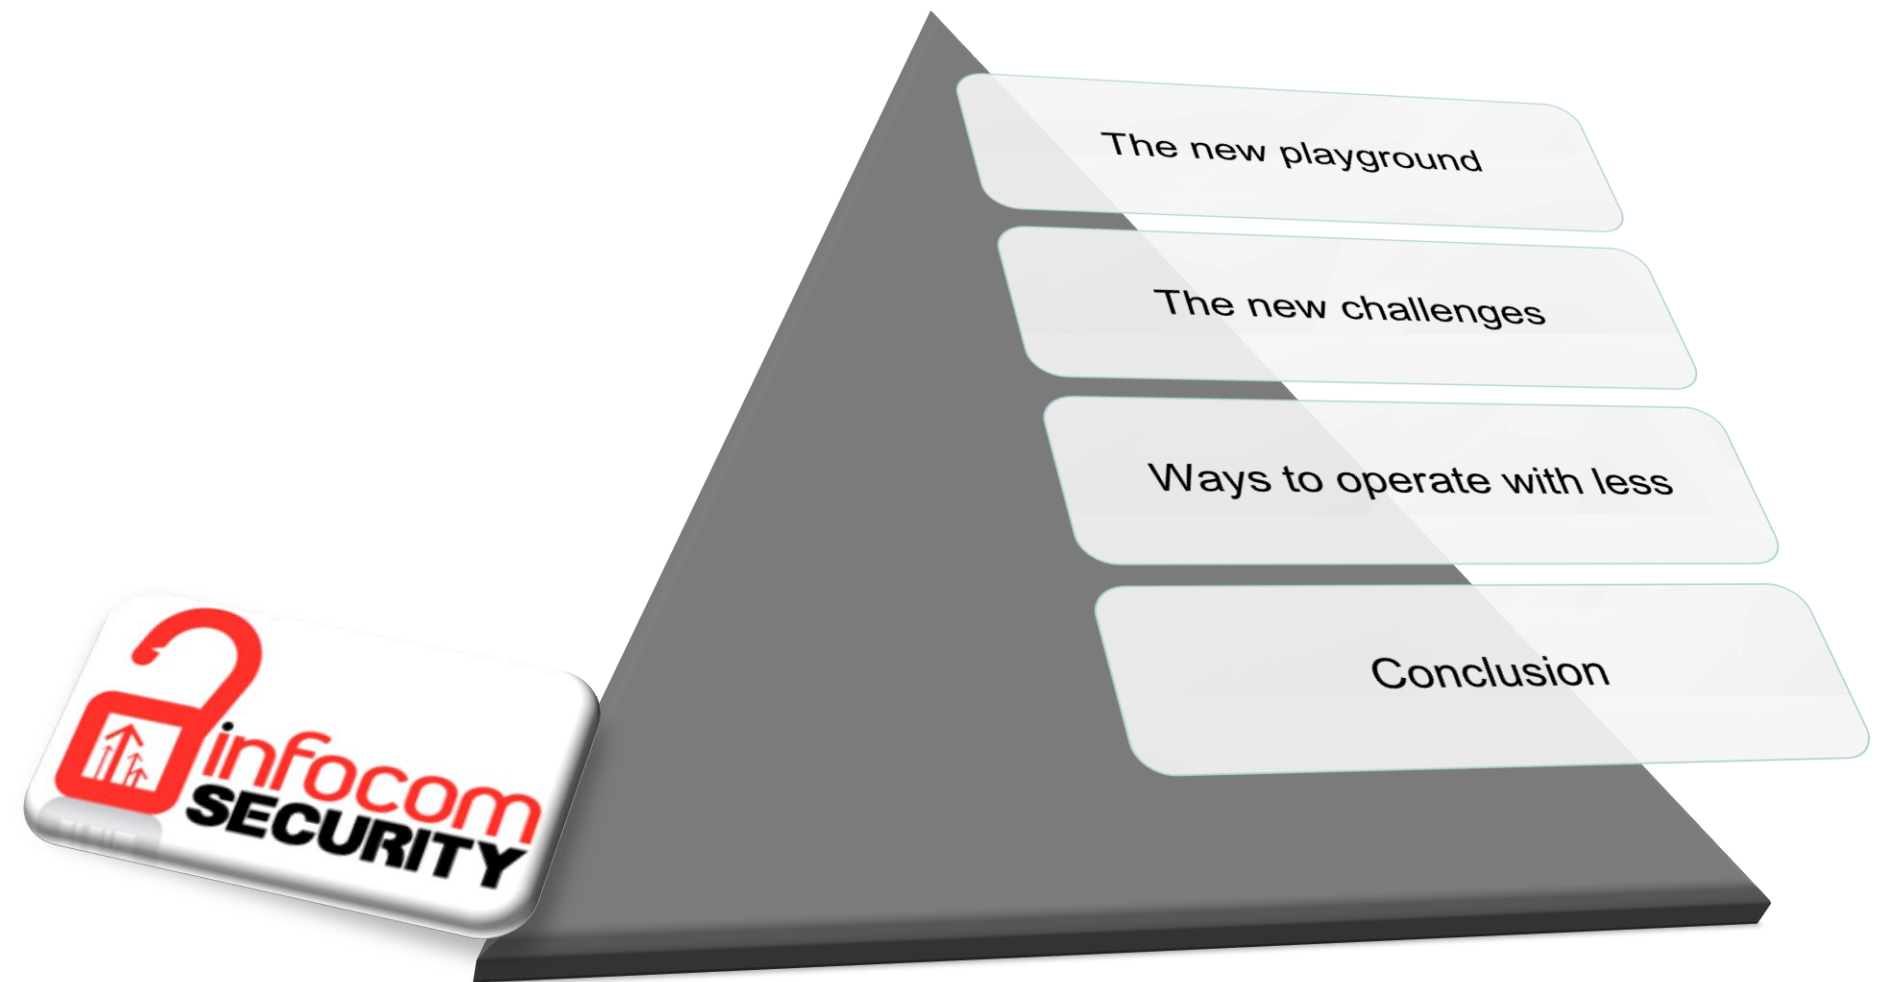 The new playground
The new challenges
Ways to operate with less
Conclusion
infocom
SECURITY